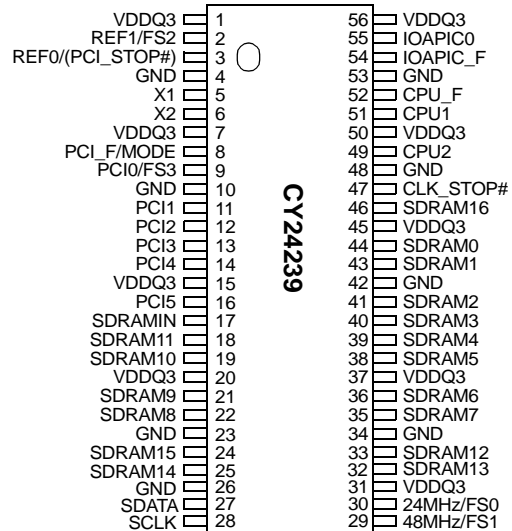 VDDQ3 1 56 VDDQ3
REF1/FS2 2 55 IOAPIC0
REF0/(PCI_STOP#) 3 54 IOAPIC_F
GND 4 53 GND
X1 5 52 CPU_F
X2 6 51 CPU1
VDDQ3 7 50 VDDQ3
PCI_F/MODE 8 49 CPU2
PCI0/FS3 9 48 GND
GND 10 47 CLK_STOP#
PCI1 11 46 SDRAM16
PCI2 12 45 VDDQ3
PCI3 13 44 SDRAM0
PCI4 14 43 SDRAM1
VDDQ3 15 42 GND
PCI5 16 41 SDRAM2
SDRAMIN 17 40 SDRAM3
SDRAM11 18 39 SDRAM4
SDRAM10 19 38 SDRAM5
VDDQ3 20 37 VDDQ3
SDRAM9 21 36 SDRAM6
SDRAM8 22 35 SDRAM7
GND 23 34 GND
SDRAM15 24 33 SDRAM12
SDRAM14 25 32 SDRAM13
GND 26 31 VDDQ3
SDATA 27 30 24MHz/FS0
SCLK 28 29 48MHz/FS1
CY24239